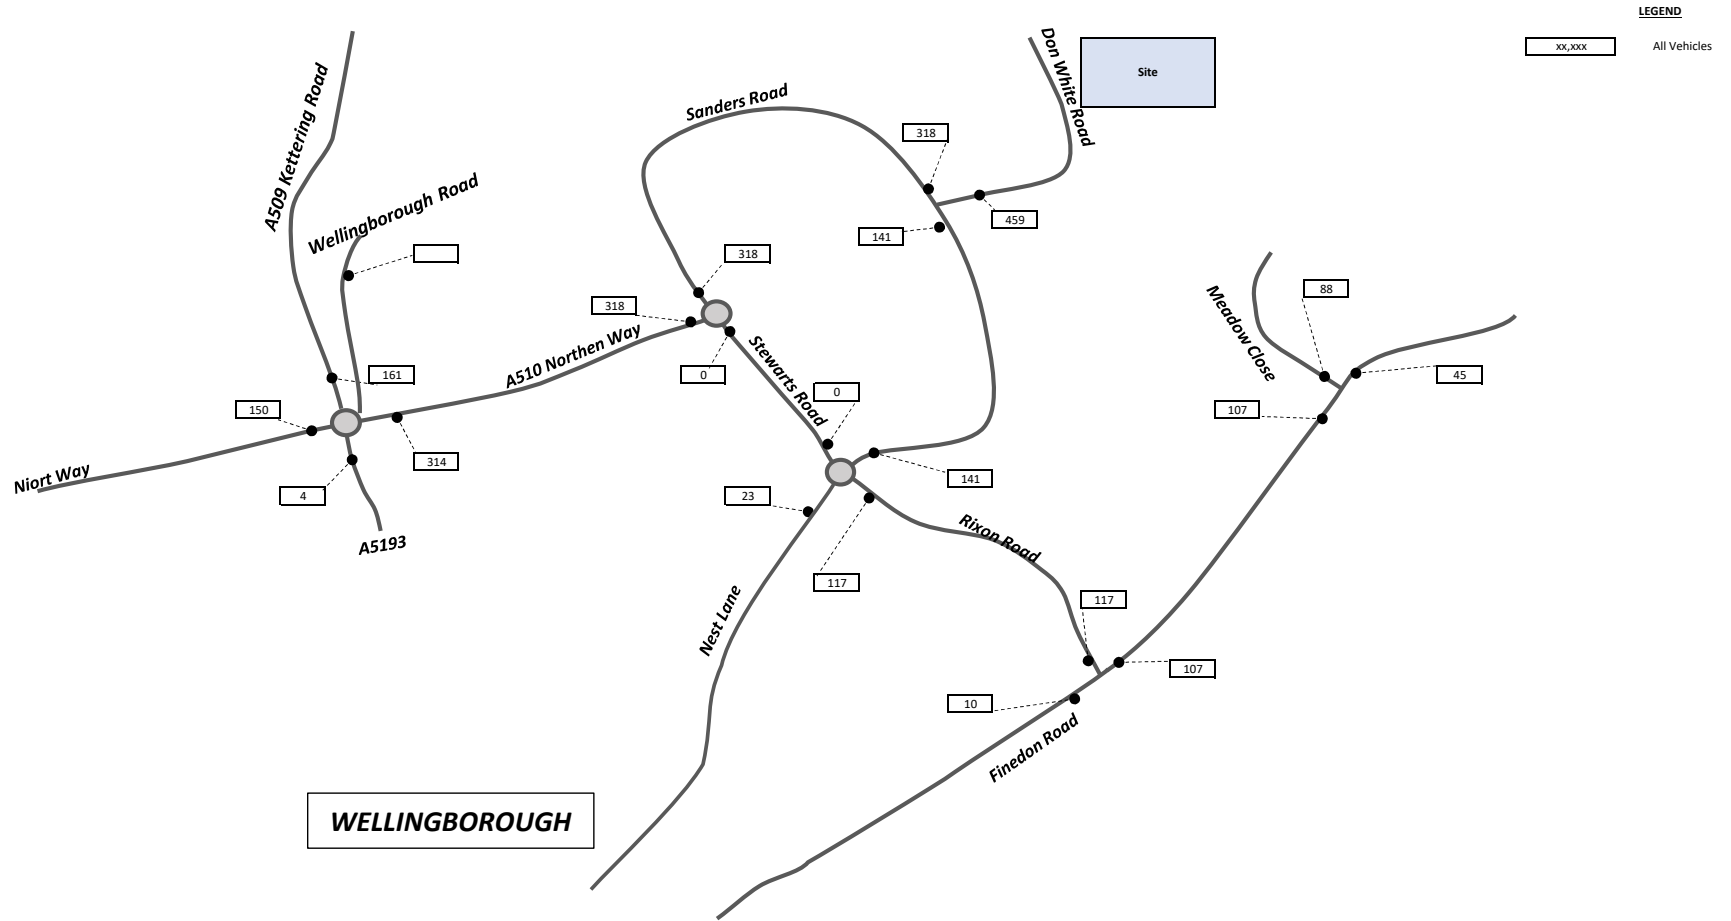 LEGEND
xx,xxx All Vehicles
Don White Road
Site
A509 Kettering Road
Sanders Road
318
Wellingborough Road
459
141
318
88
318
Meadow Close
A510 Northen Way
Stewarts Road
161
0
0
45
150
107
314
Niort Way
141
4
23
Rixon Road
A5193
117
Nest Lane
117
107
10
Finedon Road
WELLINGBOROUGH